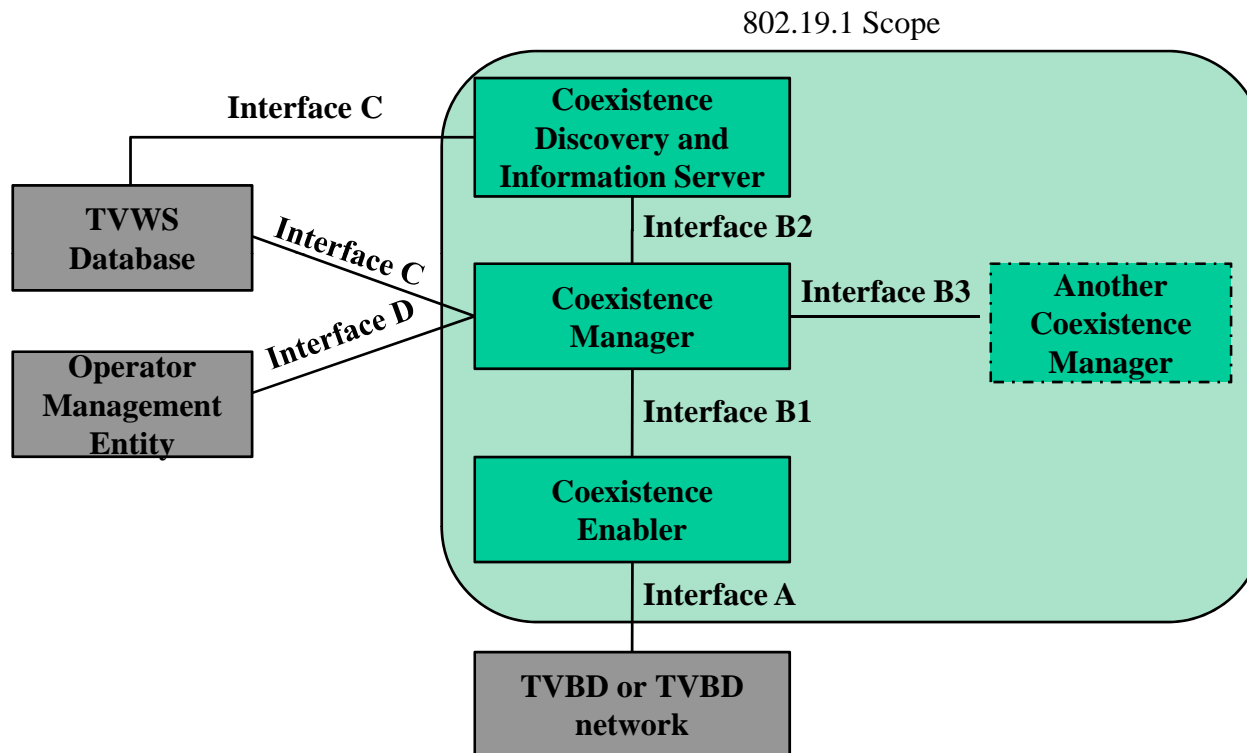 802.19.1 Scope
Interface C
Coexistence
Discovery and
Information Server
TVWS
Database
Interface C
Interface B2
Interface D
Coexistence
Manager
Interface B3
Another
Coexistence
Manager
Operator
Management
Entity
Interface B1
Coexistence
Enabler
Interface A
TVBD or TVBD
network